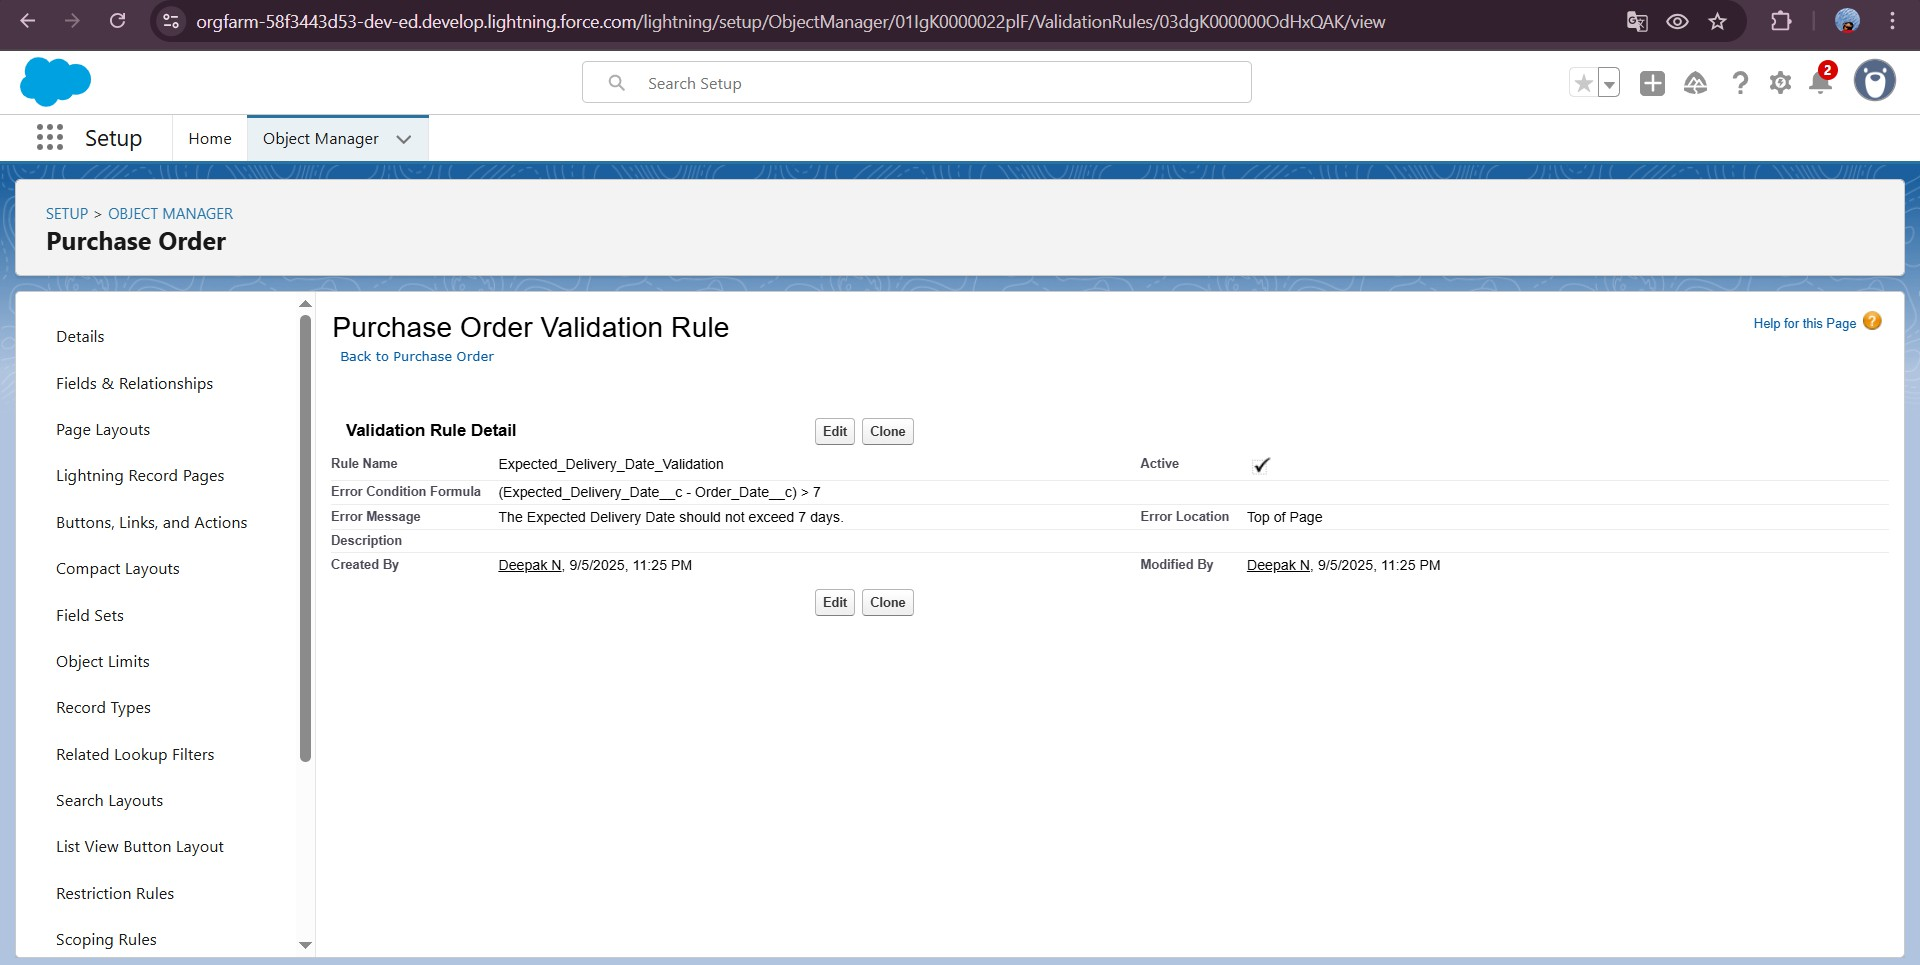 orgfarm-58f3443d53-dev-ed.develop.lightning.force.com/lightning/setup/ObjectManager/01IgK0000022plF/ValidationRules/03dgK000000OdHxQAK/view
Search Setup
2
Setup
Home
Object Manager
SETUP > OBJECT MANAGER
Purchase Order
Details
Fields & Relationships
Page Layouts
Lightning Record Pages
Buttons, Links, and Actions
Compact Layouts
Field Sets
Object Limits
Record Types
Related Lookup Filters
Search Layouts
List View Button Layout
Restriction Rules
Scoping Rules
Purchase Order Validation Rule
Help for this Page ?
Back to Purchase Order
Validation Rule Detail
Edit Clone
Rule Name Expected_Delivery_Date_Validation Active
Error Condition Formula (Expected_Delivery_Date__c - Order_Date__c) > 7
Error Message The Expected Delivery Date should not exceed 7 days. Error Location Top of Page
Description
Created By Deepak N, 9/5/2025, 11:25 PM Modified By Deepak N, 9/5/2025, 11:25 PM
Edit Clone